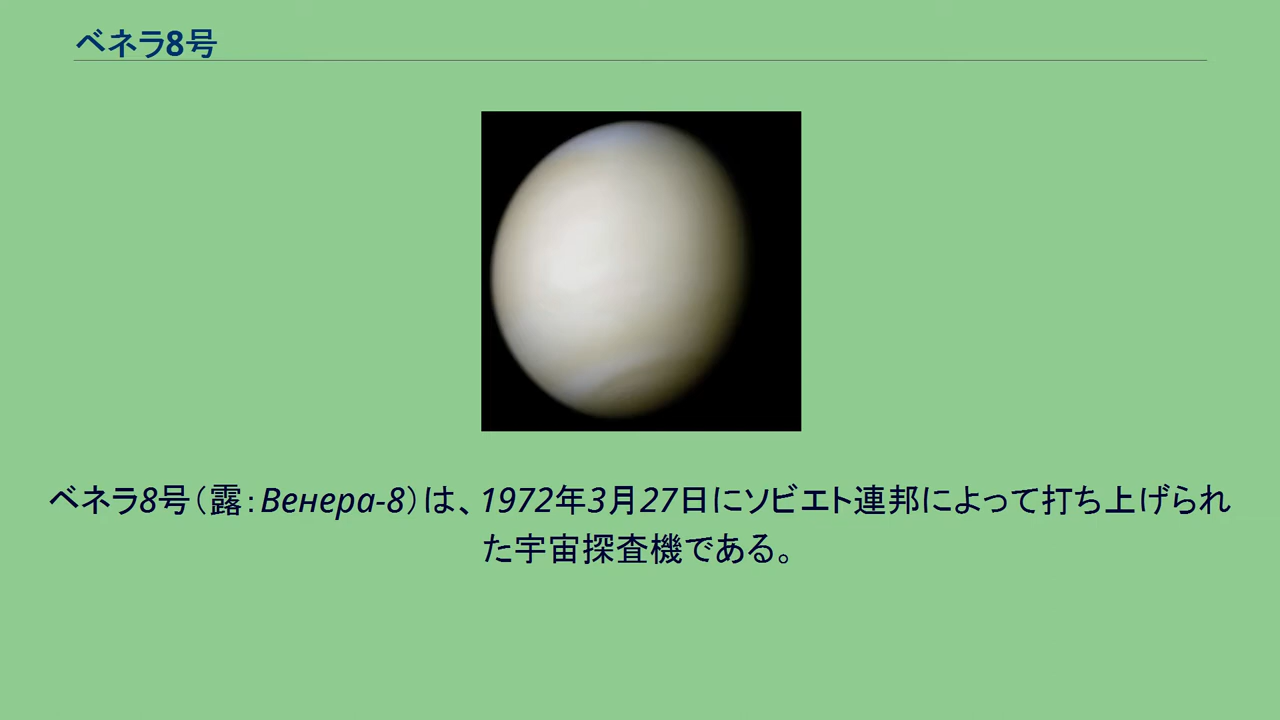 ベネラ8号
ベネラ8号（露：Венера-8）は、1972年3月27日にソビエト連邦によって打ち上げられ
た宇宙探査機である。